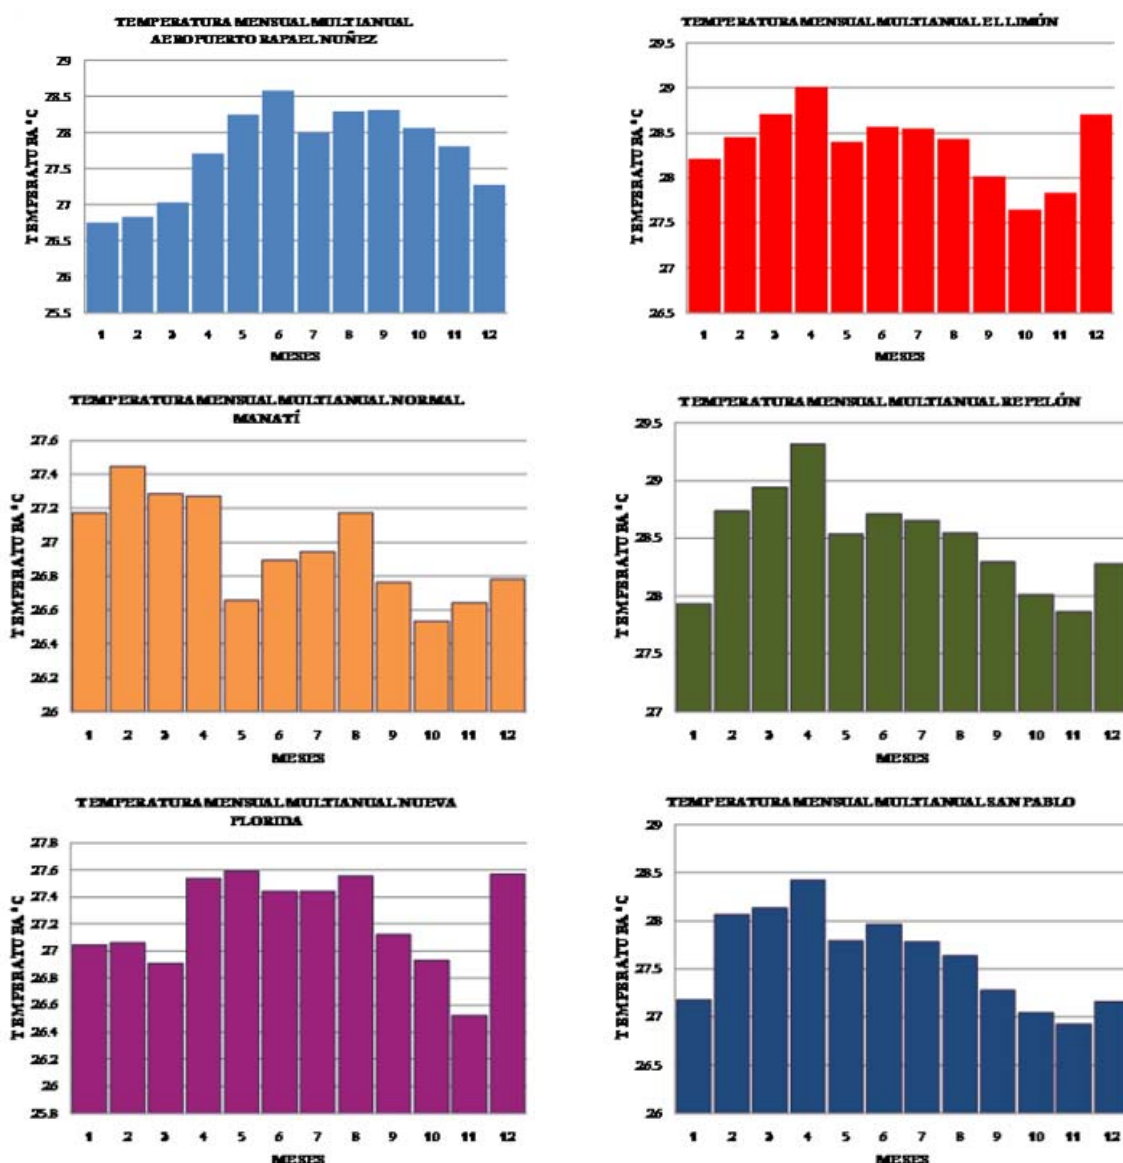 TEMPERATURA MENSUAL MULTIANUAL
AEROPUERTO RAFAEL NUÑEZ
TEMPERATURA °C
29
28.5
28
27.5
27
26.5
26
25.5
1 2 3 4 5 6 7 8 9 10 11 12
MESES
TEMPERATURA MENSUAL MULTIANUAL EL LIMÓN
TEMPERATURA °C
29.5
29
28.5
28
27.5
27
26.5
1 2 3 4 5 6 7 8 9 10 11 12
MESES
TEMPERATURA MENSUAL MULTIANUAL NORMAL
MANATÍ
TEMPERATURA °C
27.6
27.4
27.2
27
26.8
26.6
26.4
26.2
26
1 2 3 4 5 6 7 8 9 10 11 12
MESES
TEMPERATURA MENSUAL MULTIANUAL REPELÓN
TEMPERATURA °C
29.5
29
28.5
28
27.5
27
1 2 3 4 5 6 7 8 9 10 11 12
MESES
TEMPERATURA MENSUAL MULTIANUAL NUEVA
FLORIDA
TEMPERATURA °C
27.8
27.6
27.4
27.2
27
26.8
26.6
26.4
26.2
26
25.8
1 2 3 4 5 6 7 8 9 10 11 12
MESES
TEMPERATURA MENSUAL MULTIANUAL SAN PABLO
TEMPERATURA °C
29
28.5
28
27.5
27
26.5
26
1 2 3 4 5 6 7 8 9 10 11 12
MESES